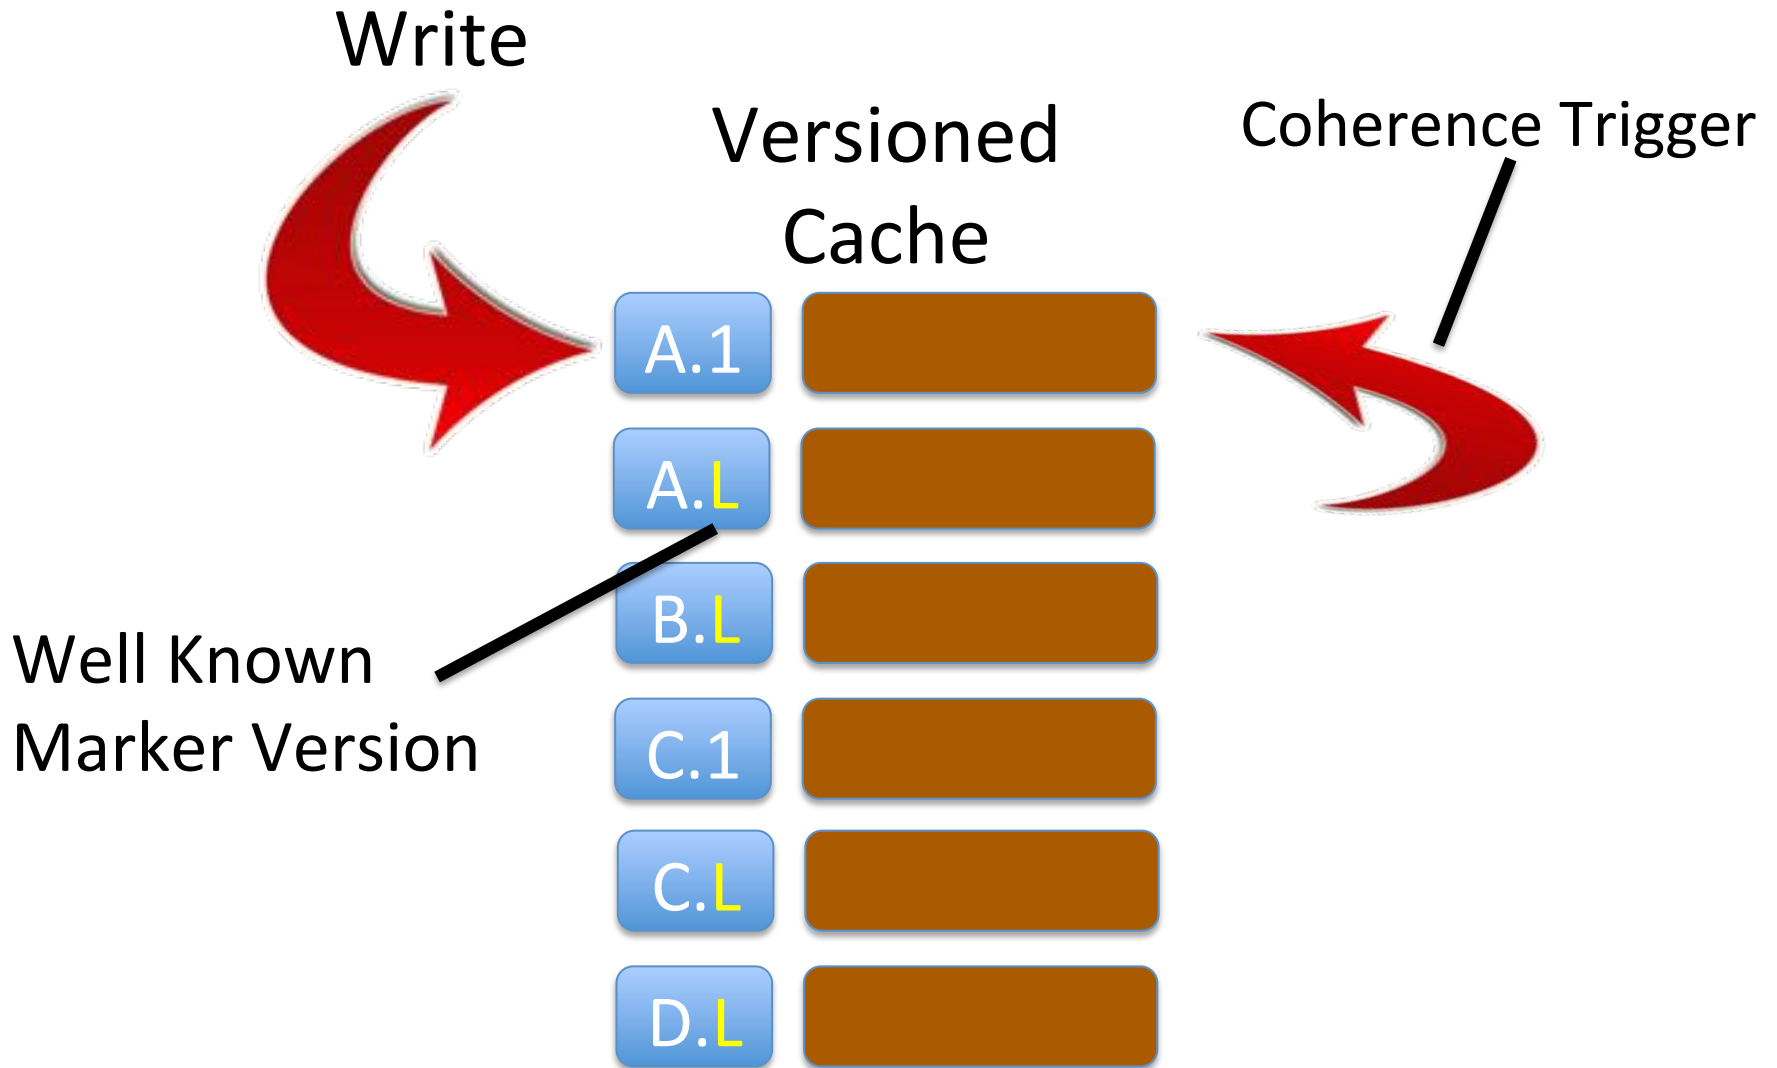 Write
Versioned
Cache
Coherence Trigger
A.1
A.L
B.L
Well Known
Marker Version
C.1
C.L
D.L